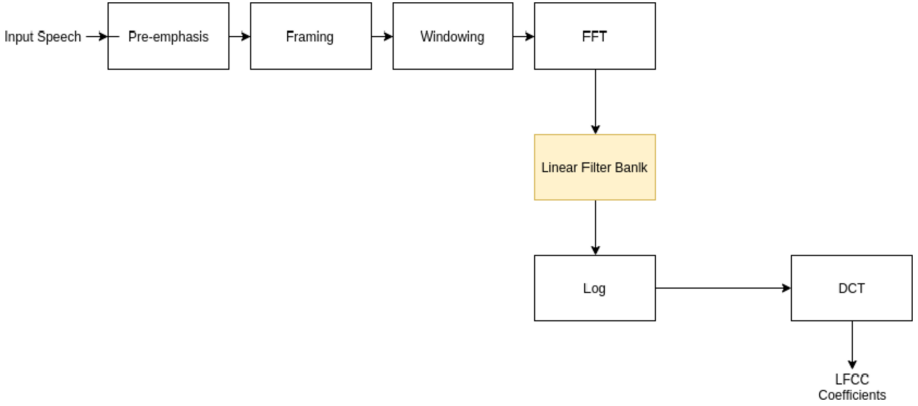 Input Speech
Pre-emphasis
Framing
Windowing
FFT
Linear Filter Banlk
Log
DCT
LFCC
Coefficients